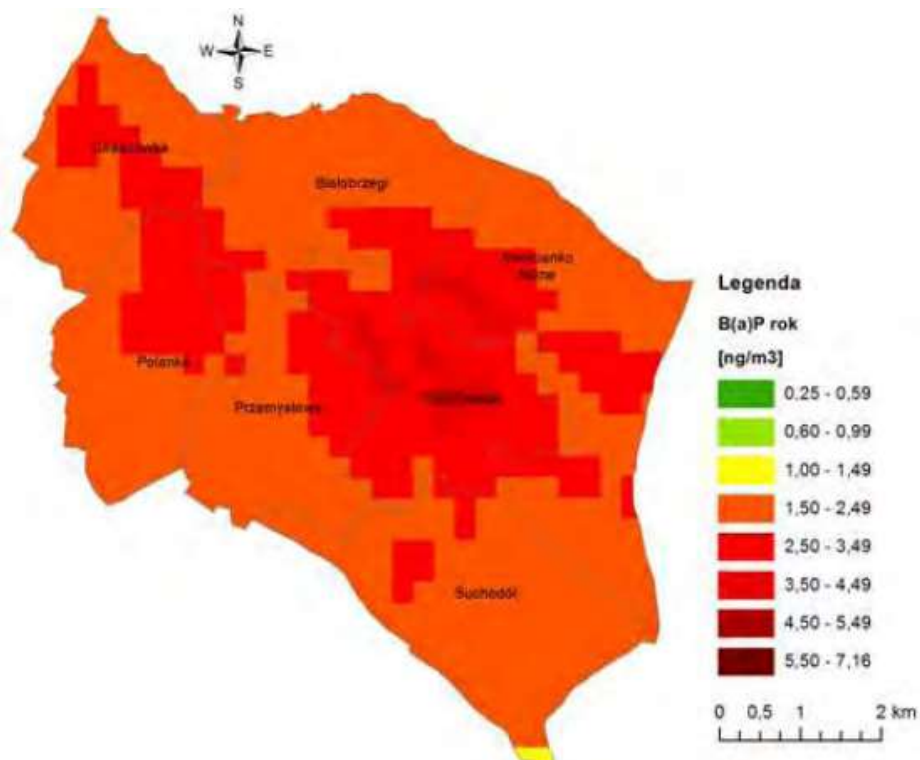 N
W E
S
Białobrzegi
Polanka
Suchodół
Legenda
B(a)P rok
[ng/m3]
0,25 - 0,59
0,60 - 0,99
1,00 - 1,49
1,50 - 2,49
2,50 - 3,49
3,50 - 4,49
4,50 - 5,49
5,50 - 7,16
0 0,5 1 2 km